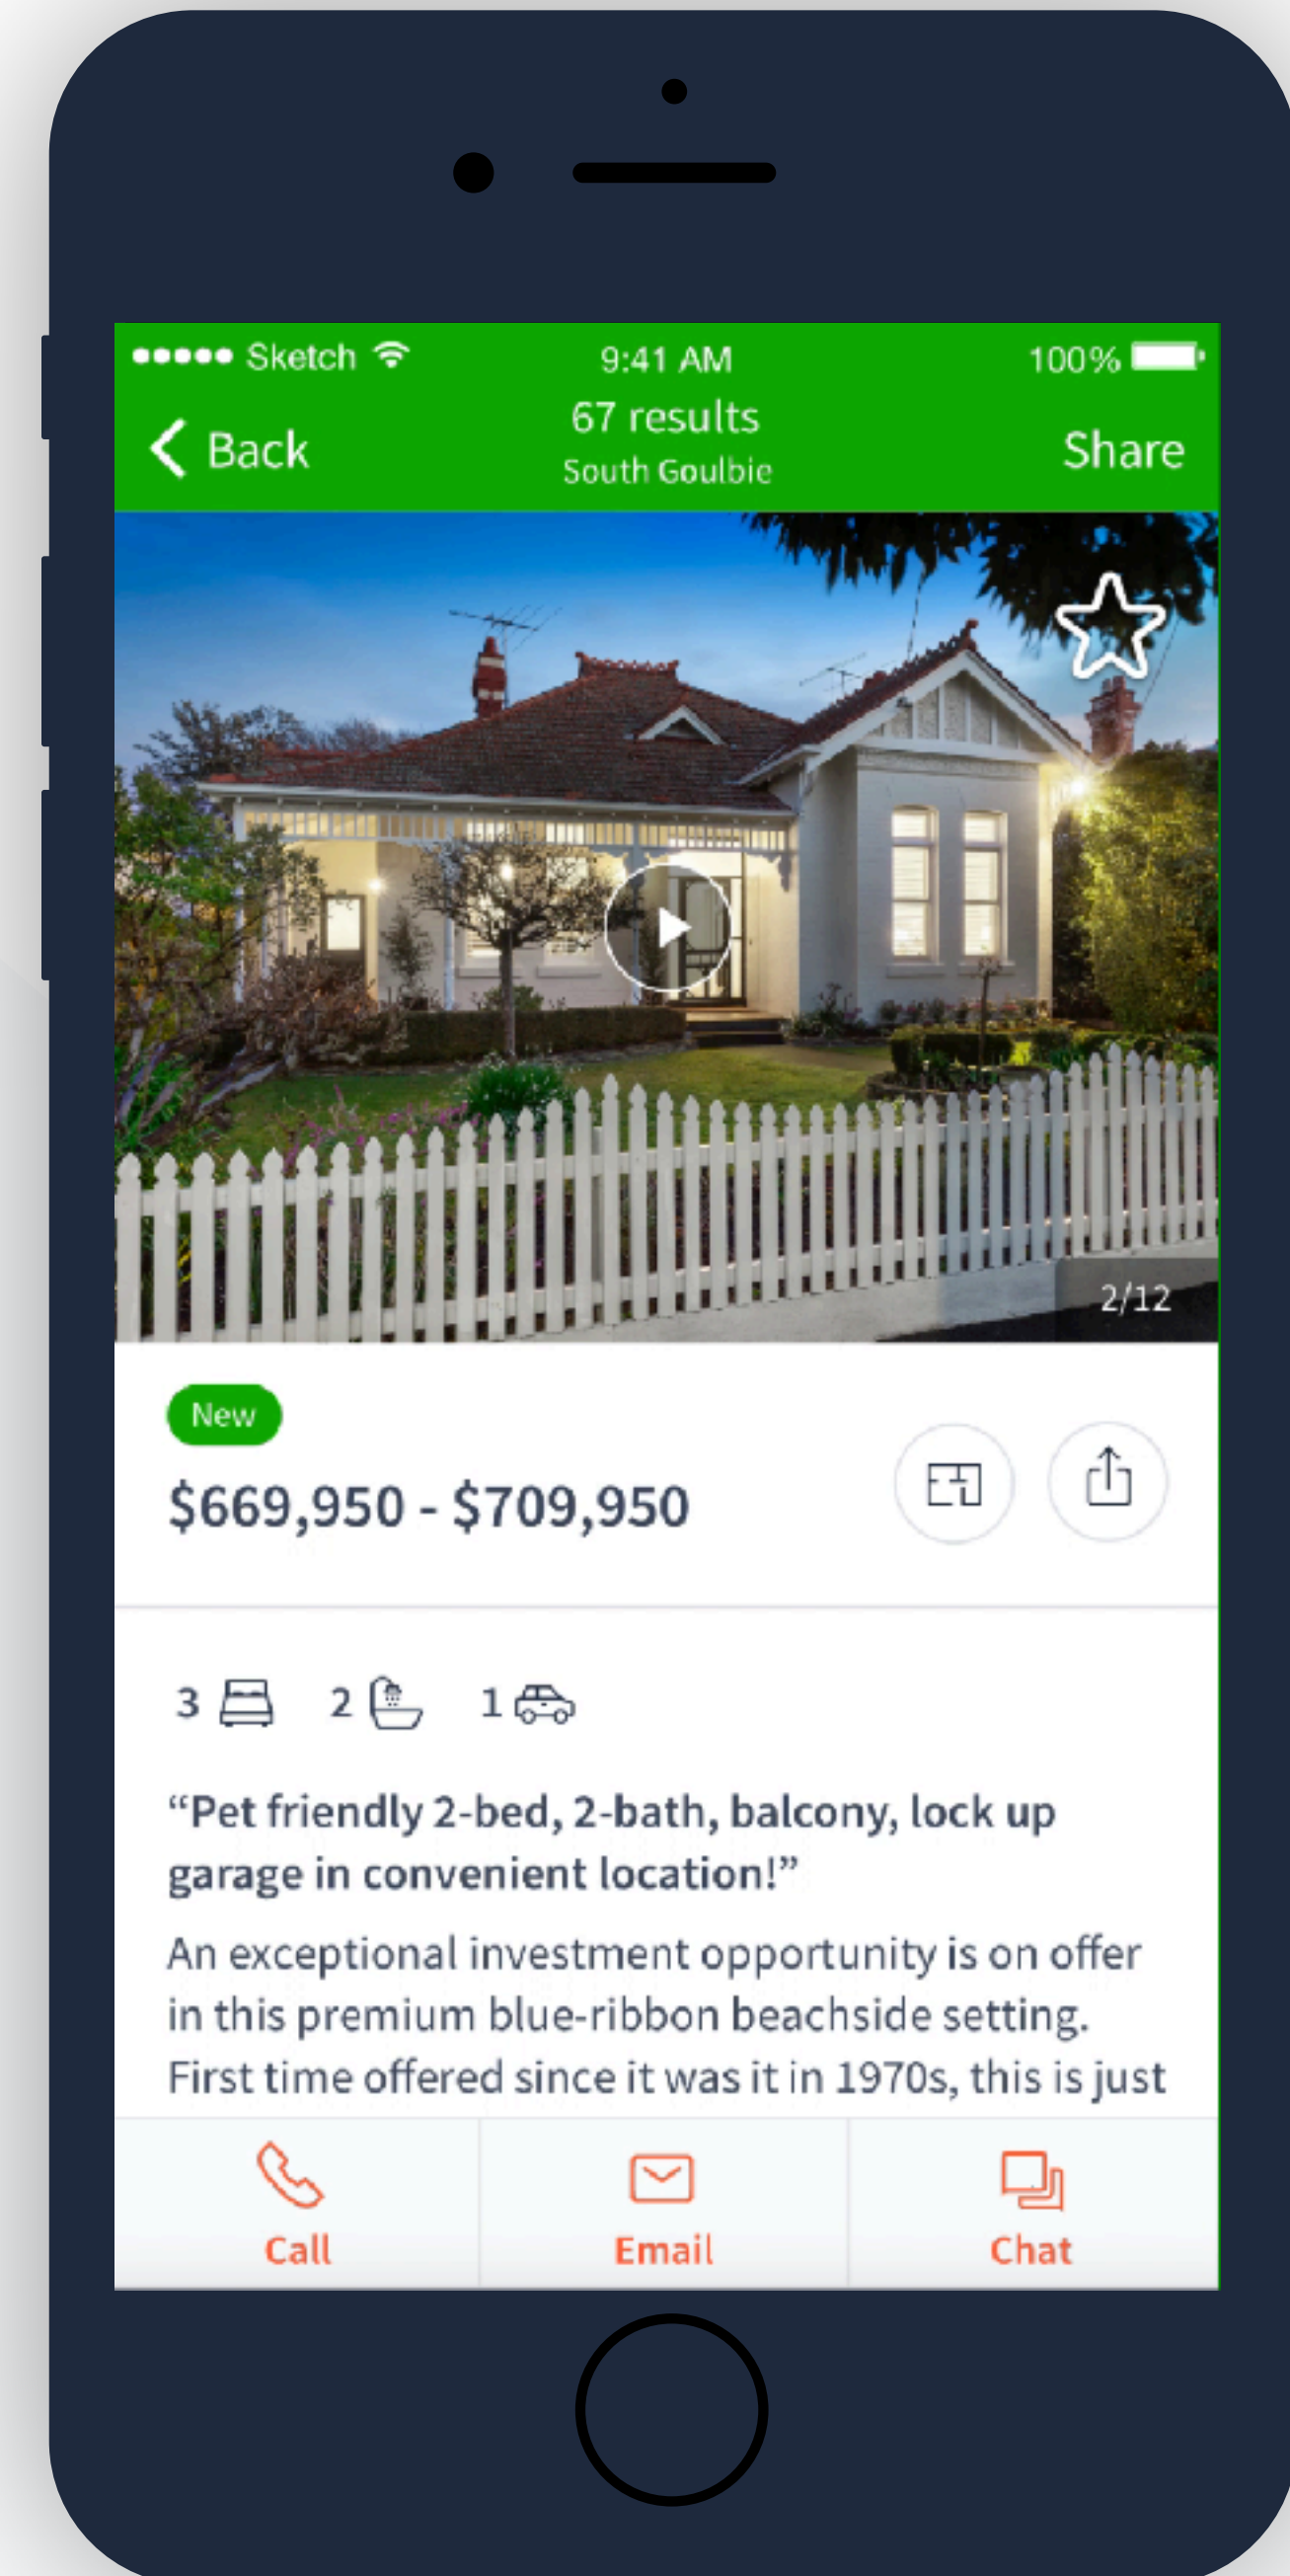 Sketch 9:41 AM 100%
67 results
Back South Goulbie Share
2/12
New
$669,950 - $709,950
3 2 1
“Pet friendly 2-bed, 2-bath, balcony, lock up
garage in convenient location!”
An exceptional investment opportunity is on offer
in this premium blue-ribbon beachside setting.
First time offered since it was it in 1970s, this is just
Call Email Chat